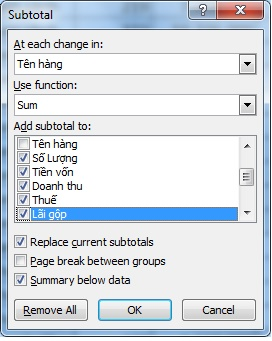 Subtotal
At each change in:
Tên hàng
Use function:
Sum
Add subtotal to:
Tên hàng
Số Lượng
Tiền vốn
Doanh thu
Thuế
Lãi gộp
Replace current subtotals
Page break between groups
Summary below data
Remove All OK Cancel